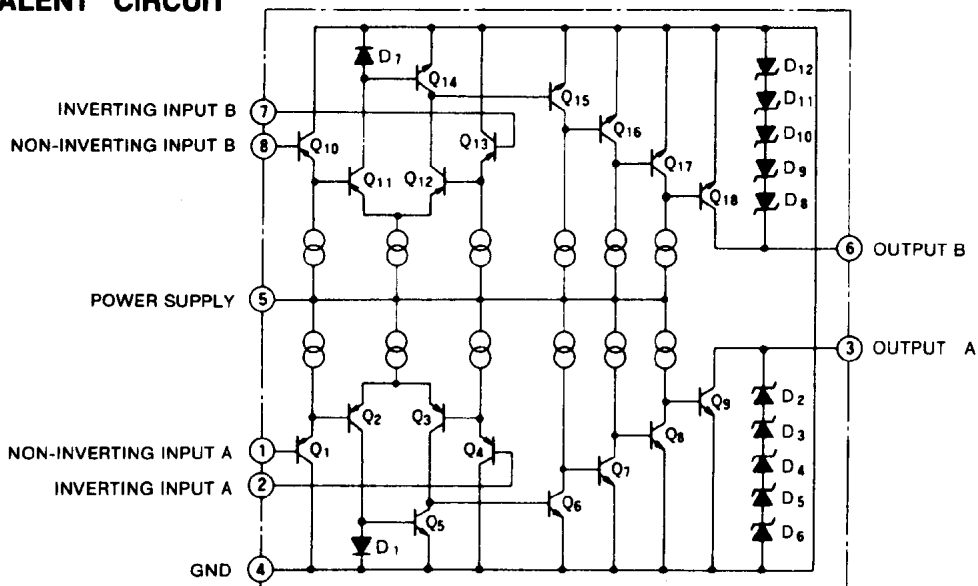 ALENT CIRCUIT
D7
Q14
INVERTING INPUT B 7
Q15
D12
D11
NON-INVERTING INPUT B 8
Q10
Q13
Q16
D10
Q11
Q12
Q17
D9
Q18
D8
6 OUTPUT B
POWER SUPPLY 5
3 OUTPUT A
Q2
Q3
Q9
D2
NON-INVERTING INPUT A 1
Q1
Q4
Q8
D3
INVERTING INPUT A 2
Q7
D4
Q6
D5
Q5
D1
D6
GND 4